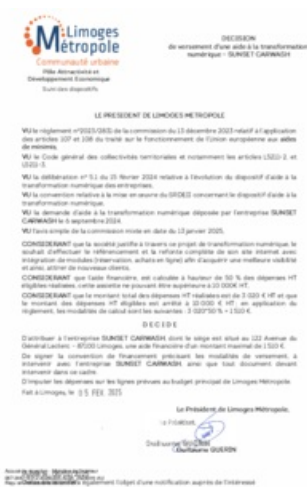 Limoges
Métropole
Communauté urbaine
Pôle Attractivité et
Développement Economique
Suivi des dispositifs
DECISION
de versement d'une aide à la transformation
numérique - SUNSET CARWASH
LE PRESIDENT DE LIMOGES METROPOLE
VU le règlement n°2023/2831 de la commission du 13 décembre 2023 relatif à l'application
des articles 107 et 108 du traité sur le fonctionnement de l'Union européenne aux aides
de minimis,
VU le Code général des collectivités territoriales et notamment les articles L5211-2, et
L5211-3.
VU la délibération n° 5.1 du 15 février 2024 relative à l'évolution du dispositif d'aide à la
transformation numérique des entreprises.
VU la convention relative à la mise en œuvre du SRDEII concernant le dispositif d'aide à la
transformation numérique.
VU la demande d'aide à la transformation numérique déposée par l'entreprise SUNSET
CARWASH le 6 septembre 2024.
VU l'avis simple de la commission mixte en date du 13 janvier 2025.
CONSIDERANT que la société justifie à travers ce projet de transformation numérique, le
souhait d'effectuer le référencement et la refonte complète de son site internet avec
intégration de modules (réservation, achats en ligne) afin d'acquérir une meilleure visibilité
et ainsi, attirer de nouveaux clients.
CONSIDERANT que l'aide financière, est calculée à hauteur de 50 % des dépenses HT
éligibles réalisées, cette assiette ne pouvant être supérieure à 10 000€ HT.
CONSIDERANT que le montant total des dépenses HT réalisées est de 3 020 € HT et que
le montant des dépenses HT éligibles est arrêté à 10 000 € HT en application du
règlement, les modalités de calcul sont les suivantes : 3 020*50 % = 1 510 €.
D E C I D E
D'attribuer à l'entreprise SUNSET CARWASH, dont le siège est situé au 122 Avenue du
Général Leclerc – 87100 Limoges, une aide financière d'un montant maximal de 1 510 €.
De signer la convention de financement précisant les modalités de versement, à
intervenir avec l'entreprise SUNSET CARWASH, ainsi que tout document devant
intervenir dans ce cadre.
D'imputer les dépenses sur les lignes prévues au budget principal de Limoges Métropole.
Fait à Limoges, le 05 FEV. 2025
Le Président de Limoges Métropole,
Le Président,
Guillaume GUERIN
également l'objet d'une notification auprès de l'intéressé